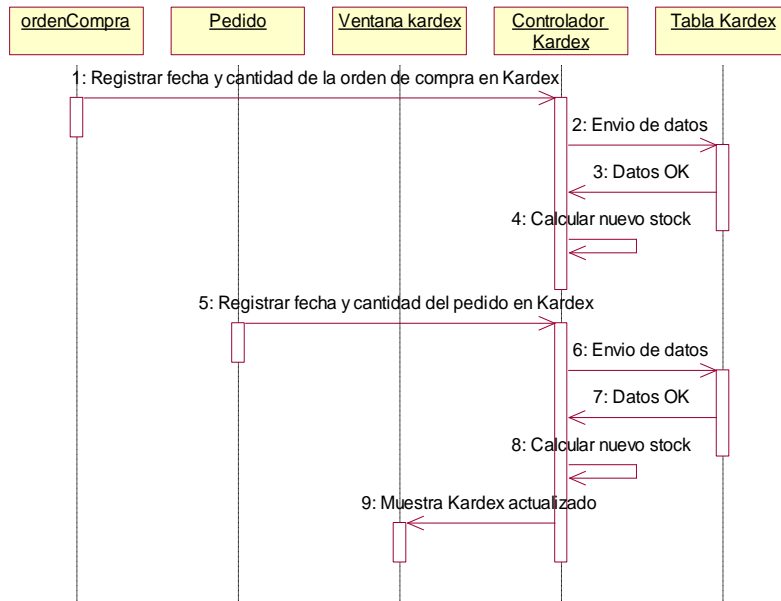 ordenCompra
Pedido
Ventana kardex
Controlador
Kardex
Tabla Kardex
1: Registrar fecha y cantidad de la orden de compra en Kardex
2: Envio de datos
3: Datos OK
4: Calcular nuevo stock
5: Registrar fecha y cantidad del pedido en Kardex
6: Envio de datos
7: Datos OK
8: Calcular nuevo stock
9: Muestra Kardex actualizado